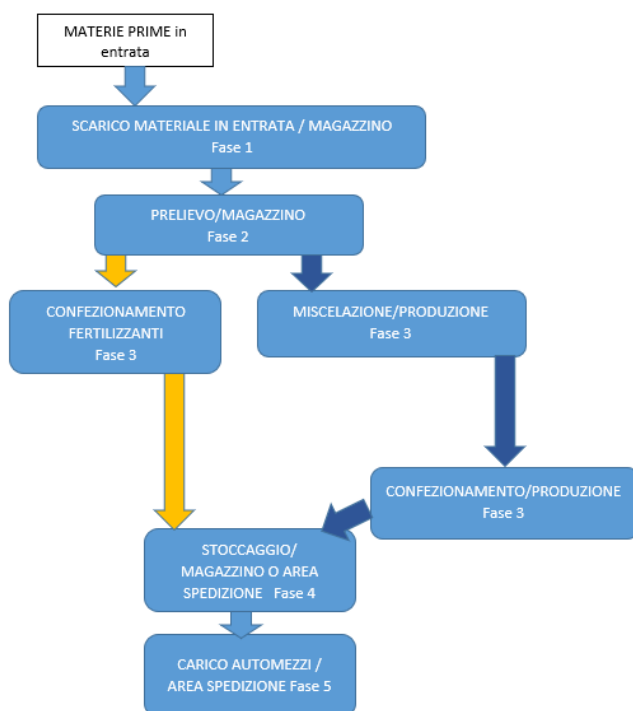 MATERIE PRIME in
entrata
SCARICO MATERIALE IN ENTRATA / MAGAZZINO
Fase 1
PRELIEVO/MAGAZZINO
Fase 2
CONFEZIONAMENTO
FERTILIZZANTI
Fase 3
MISCELAZIONE/PRODUZIONE
Fase 3
CONFEZIONAMENTO/PRODUZIONE
Fase 3
STOCCAGGIO/
MAGAZZINO O AREA
SPEDIZIONE Fase 4
CARICO AUTOMEZZI /
AREA SPEDIZIONE Fase 5